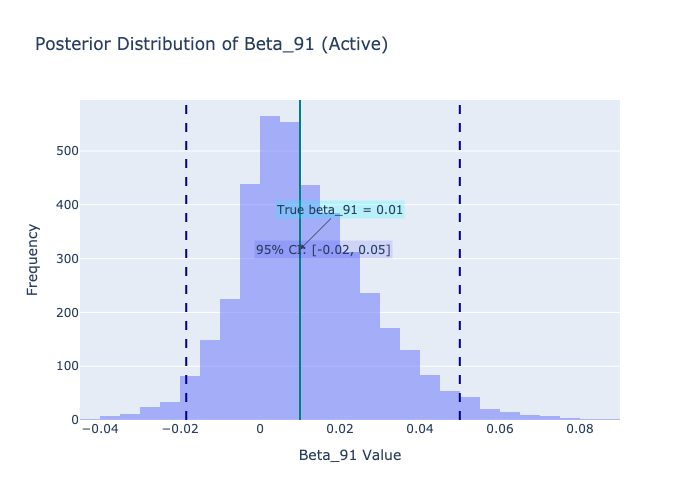 Posterior Distribution of Beta_91 (Active)
500
400
300
200
100
0
True beta_91 = 0.01
95% CI: [-0.02, 0.05]
−0.04
−0.02
0
0.02
0.04
0.06
0.08
Beta_91 Value
Frequency